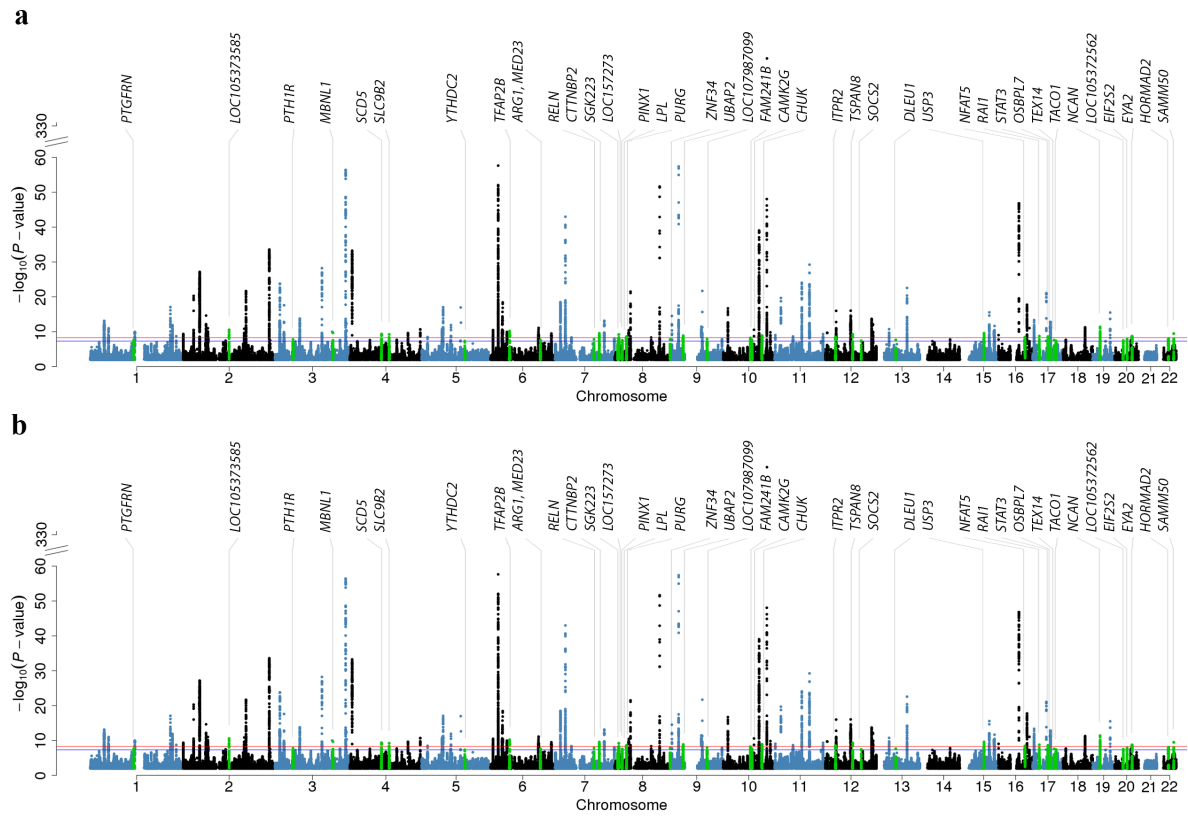 a
PTGFRN LOC105373585 PTH1R MBNL1 SCD5 SLC9B2 YTHDC2 TFAP2B ARG1, MED23 RELN CTTNBP2 SGK223 LOC157273 PINX1 LPL PURG ZNF34 UBAP2 LOC107987099 FAM241B CAMK2G CHUK ITPR2 TSPAN8 SOCS2 DLEU1 USP3 NFAT5 RAI1 STAT3 OSBPL7 TEX14 TACO1 NCAN LOC105372562 EIF2S2 EYA2 HORMAD2 SAMM50
330
60
50
40
30
20
10
0
−log10(P − value)
1 2 3 4 5 6 7 8 9 10 11 12 13 15 16 17 18 19 20 21 22
Chromosome
b
PTGFRN LOC105373585 PTH1R MBNL1 SCD5 SLC9B2 YTHDC2 TFAP2B ARG1, MED23 RELN CTTNBP2 SGK223 LOC157273 PINX1 LPL PURG ZNF34 UBAP2 LOC107987099 FAM241B CAMK2G CHUK ITPR2 TSPAN8 SOCS2 DLEU1 USP3 NFAT5 RAI1 STAT3 OSBPL7 TEX14 TACO1 NCAN LOC105372562 EIF2S2 EYA2 HORMAD2 SAMM50
330
60
50
40
30
20
10
0
−log10(P − value)
1 2 3 4 5 6 7 8 9 10 11 12 13 15 16 17 18 19 20 21 22
Chromosome